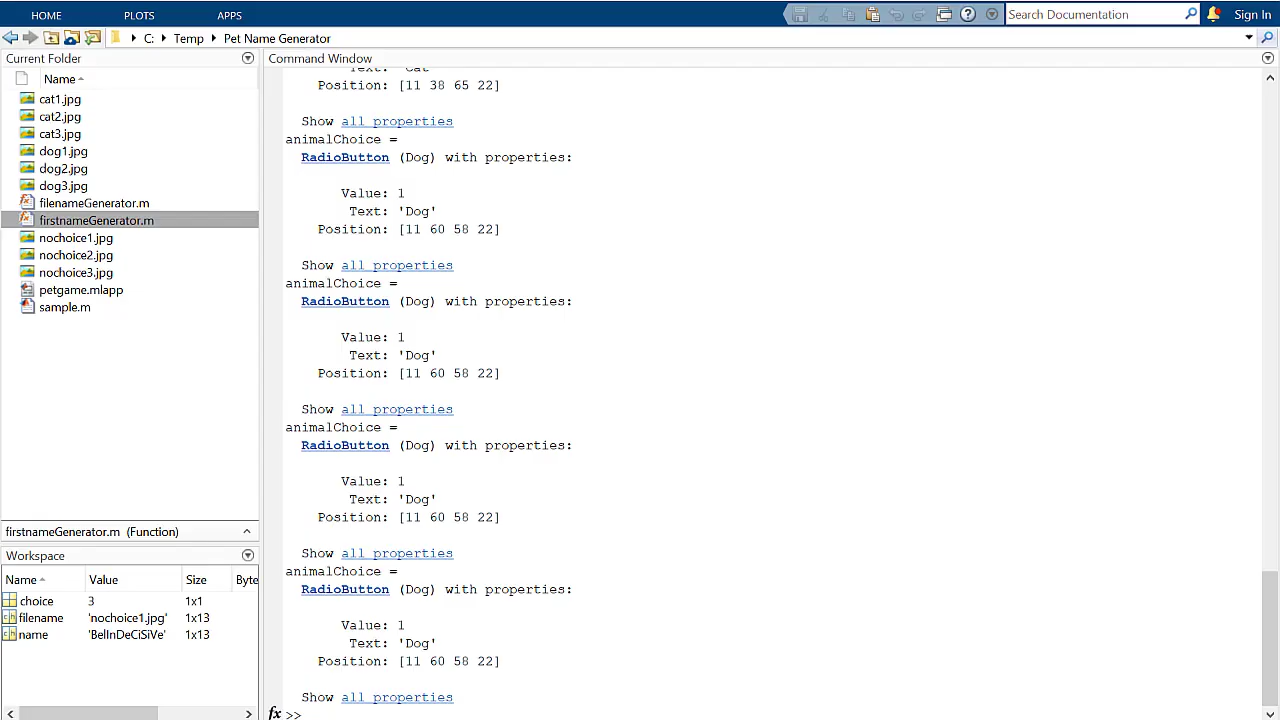 HOME PLOTS APPS Search Documentation Sign In
C: Temp Pet Name Generator
Current Folder
Name
cat1.jpg
cat2.jpg
cat3.jpg
dog1.jpg
dog2.jpg
dog3.jpg
filenameGenerator.m
firstnameGenerator.m
nochoice1.jpg
nochoice2.jpg
nochoice3.jpg
petgame.mlapp
sample.m
firstnameGenerator.m (Function)
Workspace
Name Value Size Byte
choice 3 1x1
filename 'nochoice1.jpg' 1x13
name 'BelInDeCiSiVe' 1x13
Command Window
Text: 'Cat'
Position: [11 38 65 22]
Show all properties
animalChoice =
RadioButton (Dog) with properties:
Value: 1
Text: 'Dog'
Position: [11 60 58 22]
Show all properties
animalChoice =
RadioButton (Dog) with properties:
Value: 1
Text: 'Dog'
Position: [11 60 58 22]
Show all properties
animalChoice =
RadioButton (Dog) with properties:
Value: 1
Text: 'Dog'
Position: [11 60 58 22]
Show all properties
animalChoice =
RadioButton (Dog) with properties:
Value: 1
Text: 'Dog'
Position: [11 60 58 22]
Show all properties
fx >>